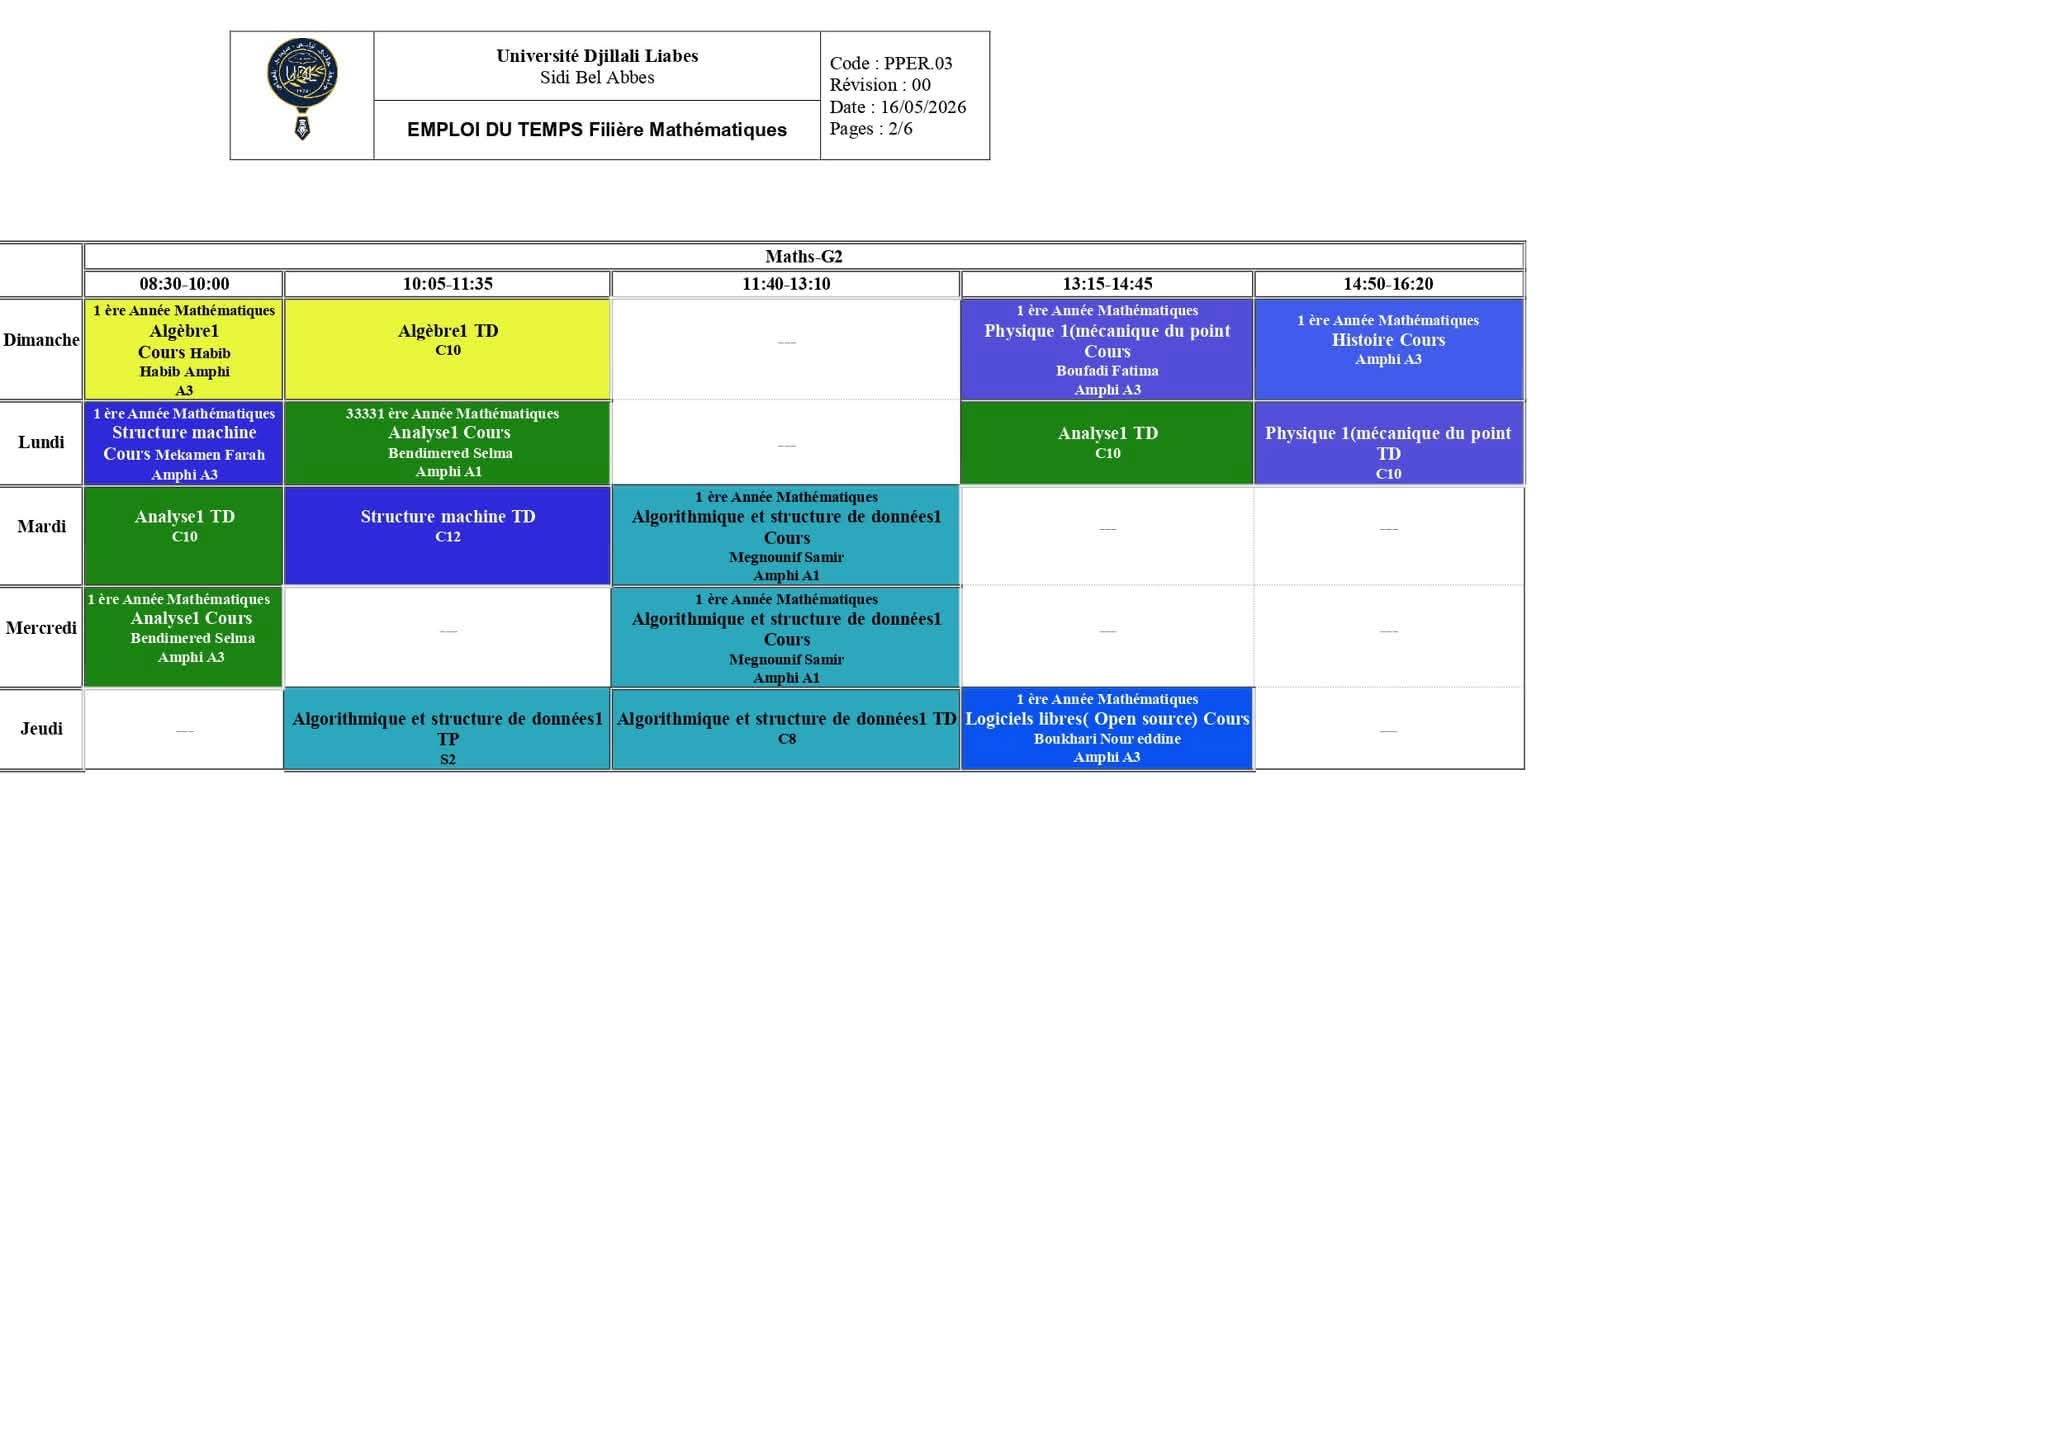 Université Djillali Liabes
Sidi Bel Abbes
EMPLOI DU TEMPS Filière Mathématiques
Code : PPER.03
Révision : 00
Date : 16/05/2026
Pages : 2/6
Maths-G2
08:30-10:00
10:05-11:35
11:40-13:10
13:15-14:45
14:50-16:20
Dimanche
1 ère Année Mathématiques
Algèbre1
Cours Habib
Habib Amphi
A3
Algèbre1 TD
C10
---
1 ère Année Mathématiques
Physique 1(mécanique du point
Cours
Boufadi Fatima
Amphi A3
1 ère Année Mathématiques
Histoire Cours
Amphi A3
Lundi
1 ère Année Mathématiques
Structure machine
Cours Mekamen Farah
Amphi A3
33331 ère Année Mathématiques
Analyse1 Cours
Bendimered Selma
Amphi A1
---
Analyse1 TD
C10
Physique 1(mécanique du point
TD
C10
Mardi
Analyse1 TD
C10
Structure machine TD
C12
1 ère Année Mathématiques
Algorithmique et structure de données1
Cours
Megnounif Samir
Amphi A1
---
---
Mercredi
1 ère Année Mathématiques
Analyse1 Cours
Bendimered Selma
Amphi A3
---
1 ère Année Mathématiques
Algorithmique et structure de données1
Cours
Megnounif Samir
Amphi A1
---
---
Jeudi
---
Algorithmique et structure de données1
TP
S2
Algorithmique et structure de données1 TD
C8
1 ère Année Mathématiques
Logiciels libres( Open source) Cours
Boukhari Nour eddine
Amphi A3
---